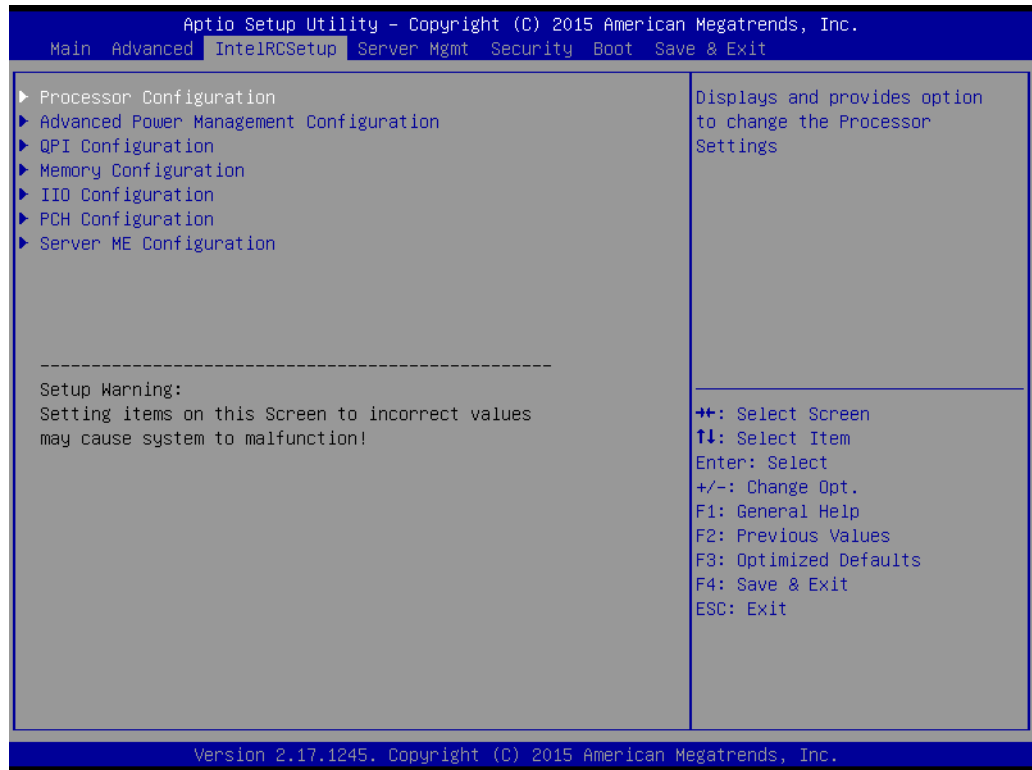 Aptio Setup Utility – Copyright (C) 2015 American Megatrends, Inc.
Main Advanced IntelRCSetup Server Mgmt Security Boot Save & Exit
▶ Processor Configuration
▶ Advanced Power Management Configuration
▶ QPI Configuration
▶ Memory Configuration
▶ IIO Configuration
▶ PCH Configuration
▶ Server ME Configuration
--------------------------------------------------
Setup Warning:
Setting items on this Screen to incorrect values
may cause system to malfunction!
Displays and provides option
to change the Processor
Settings
→←: Select Screen
↑↓: Select Item
Enter: Select
+/-: Change Opt.
F1: General Help
F2: Previous Values
F3: Optimized Defaults
F4: Save & Exit
ESC: Exit
Version 2.17.1245. Copyright (C) 2015 American Megatrends, Inc.